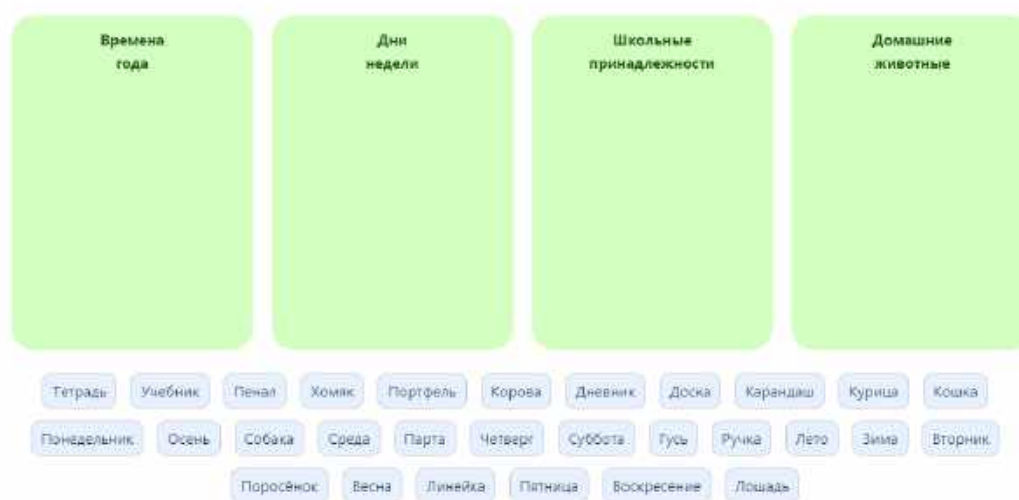 Времена
года
Дни
недели
Школьные
принадлежности
Домашние
животные
Тетрадь Учебник Пенал Хомяк Портфель Корова Дневник Доска Карандаш Курица Кошка
Понедельник Осень Собака Среда Парта Четверг Суббота Гусь Ручка Лето Зима Вторник
Поросёнок Весна Линейка Пятница Воскресение Лошадь